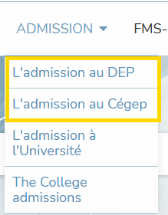 ADMISSION
FMS-
L'admission au DEP
L'admission au Cégep
L'admission à
l'Université
The College
admissions